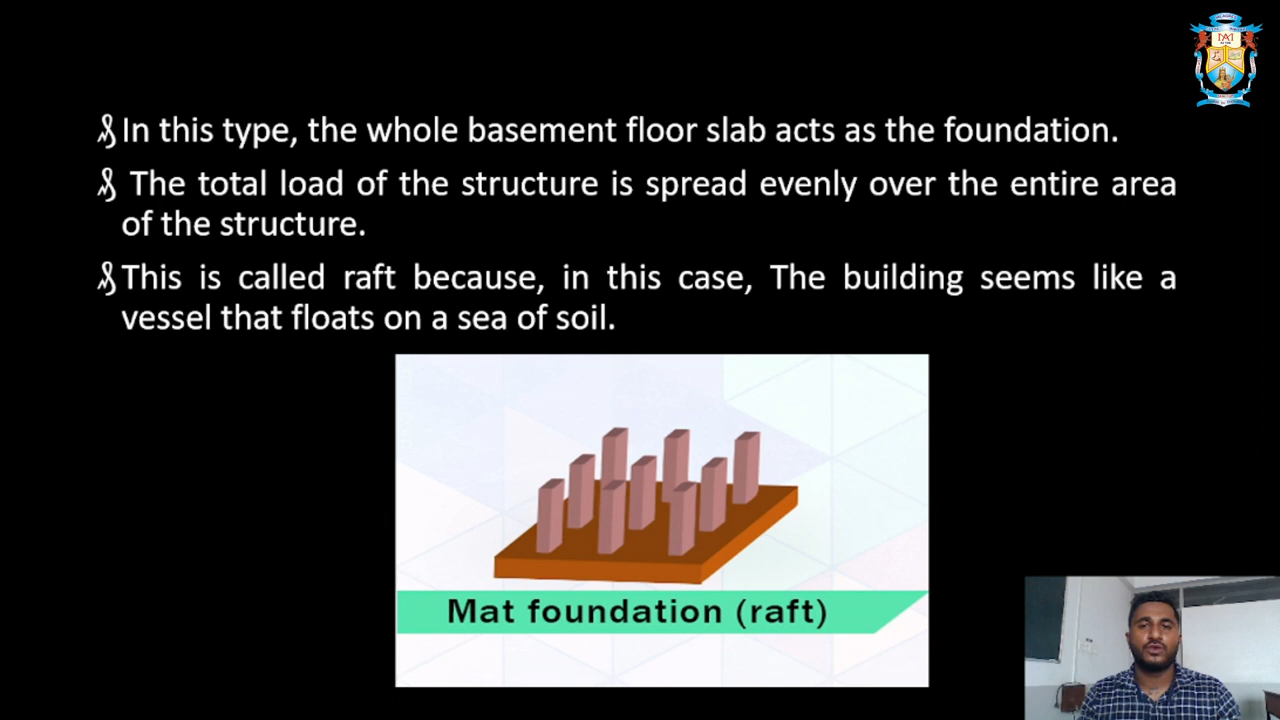 In this type, the whole basement floor slab acts as the foundation.
The total load of the structure is spread evenly over the entire area
of the structure.
This is called raft because, in this case, The building seems like a
vessel that floats on a sea of soil.
Mat foundation (raft)